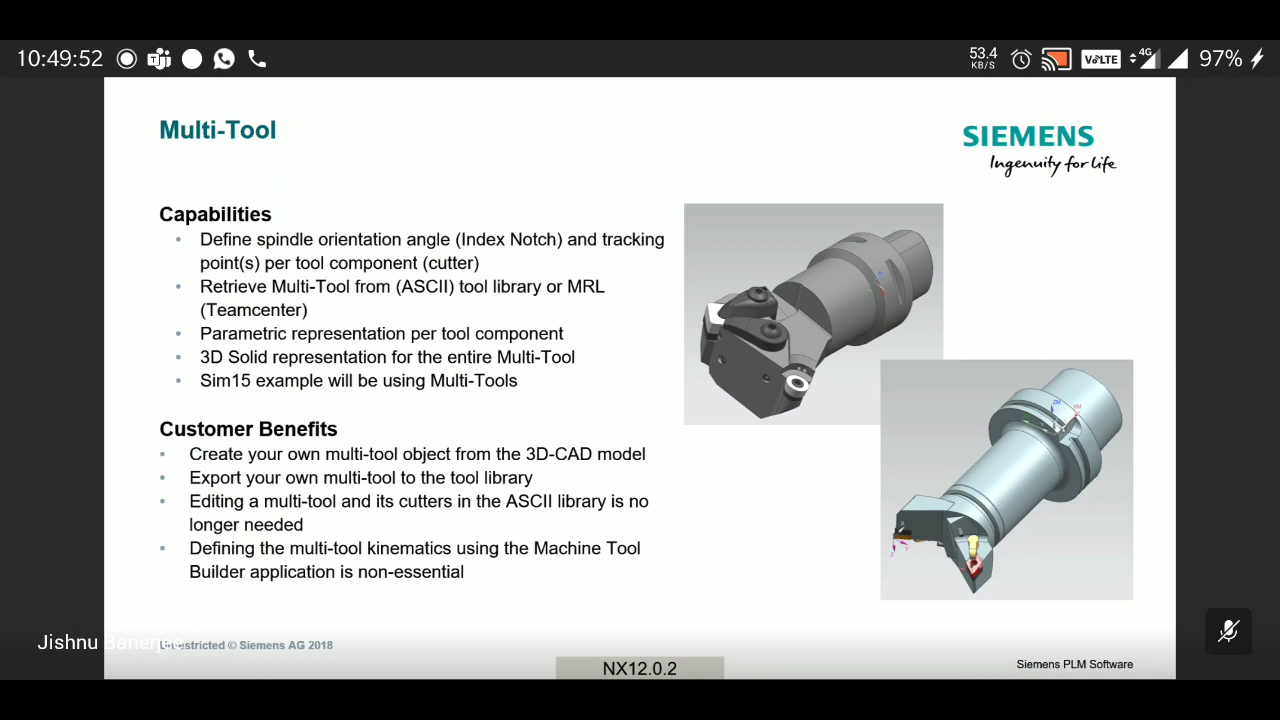 10:49:52
53.4
KB/S
VoLTE
4G
97%
Multi-Tool
SIEMENS
Ingenuity for life
Capabilities
• Define spindle orientation angle (Index Notch) and tracking
point(s) per tool component (cutter)
• Retrieve Multi-Tool from (ASCII) tool library or MRL
(Teamcenter)
• Parametric representation per tool component
• 3D Solid representation for the entire Multi-Tool
• Sim15 example will be using Multi-Tools
Customer Benefits
• Create your own multi-tool object from the 3D-CAD model
• Export your own multi-tool to the tool library
• Editing a multi-tool and its cutters in the ASCII library is no
longer needed
• Defining the multi-tool kinematics using the Machine Tool
Builder application is non-essential
ZM
XM
Jishnu Banerjee
Unrestricted © Siemens AG 2018
NX12.0.2
Siemens PLM Software